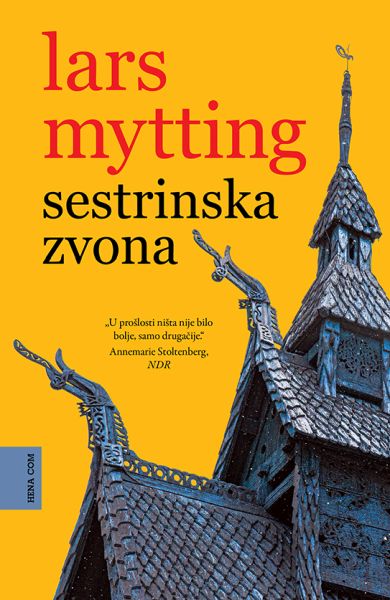 lars
mytting
sestrinska
zvona
„U prošlosti ništa nije bilo
bolje, samo drugačije.“
Annemarie Stoltenberg,
NDR
HENA COM